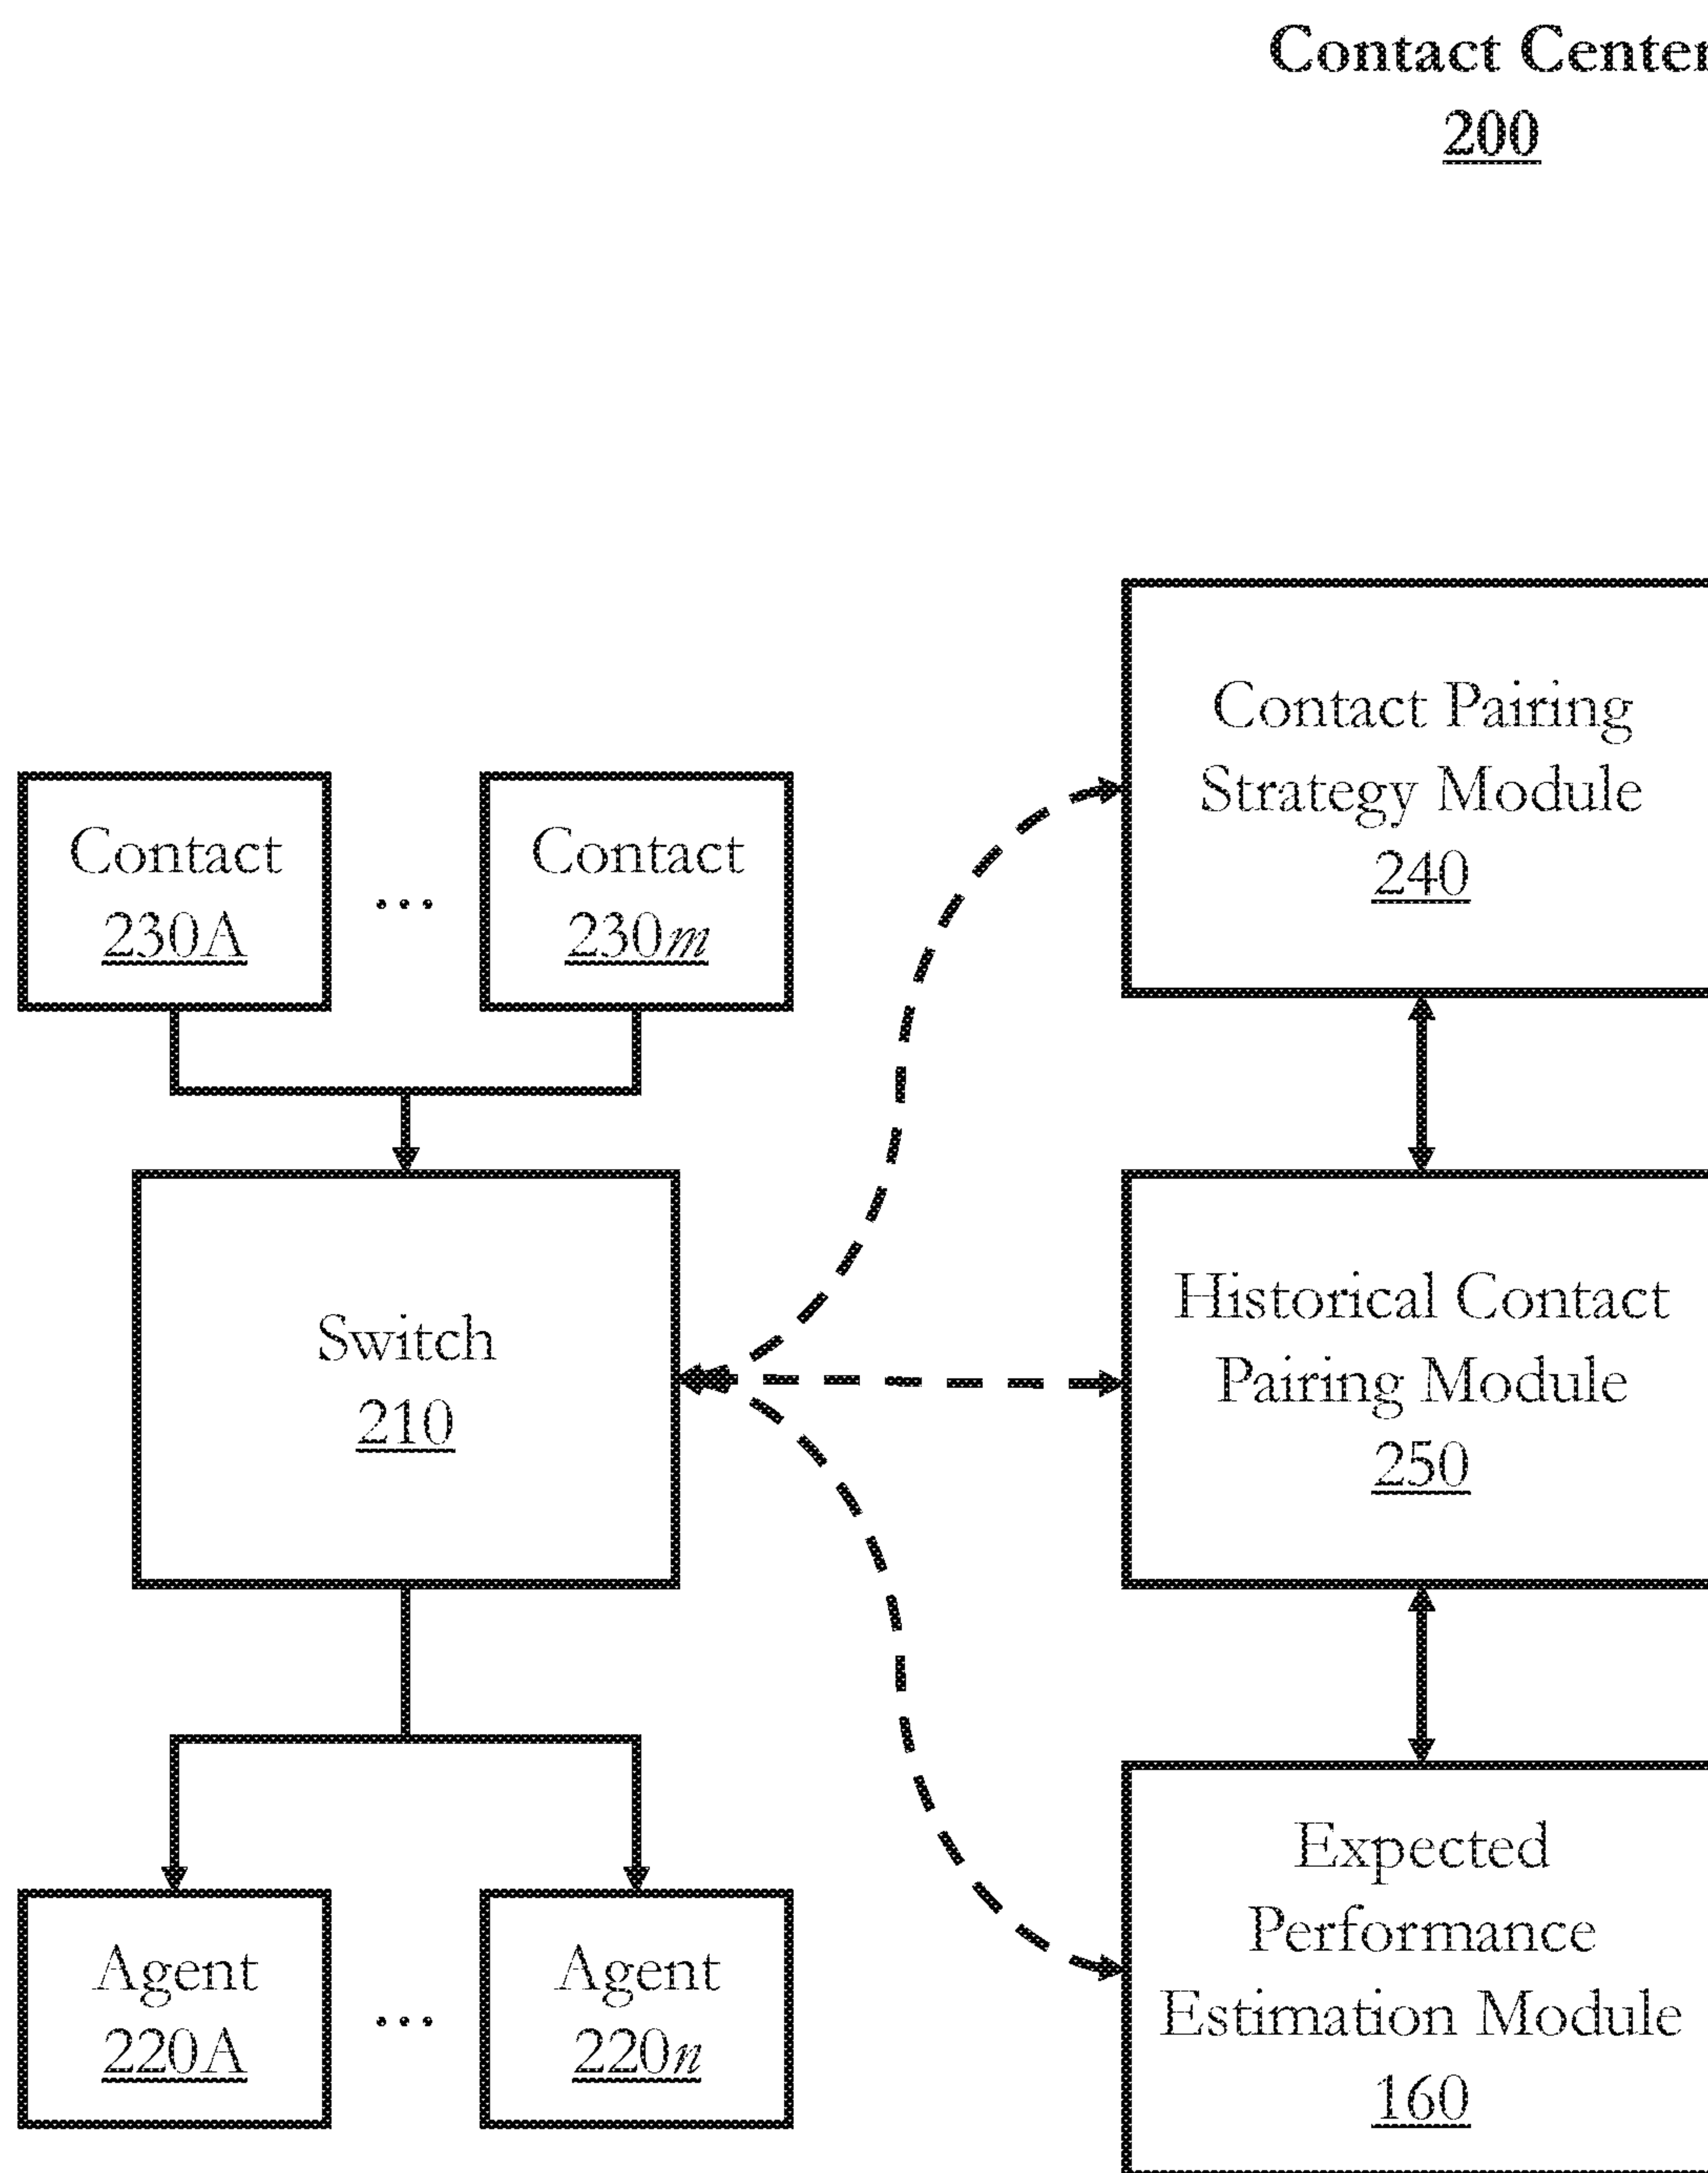 Contact Center
200
Contact Pairing
Strategy Module
240
Contact
230A
...
Contact
230m
Switch
210
Historical Contact
Pairing Module
250
Agent
220A
...
Agent
220n
Expected
Performance
Estimation Module
160